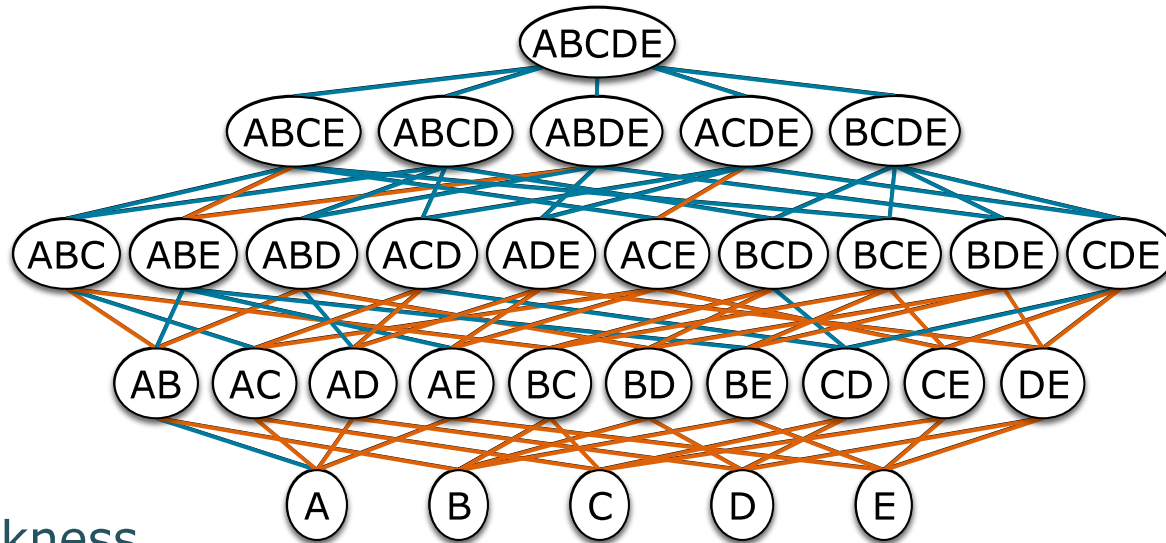 ABCDE
ABCE ABCD ABDE ACDE BCDE
ABC ABE ABD ACD ADE ACE BCD BCE BDE CDE
AB AC AD AE BC BD BE CD CE DE
A B C D E